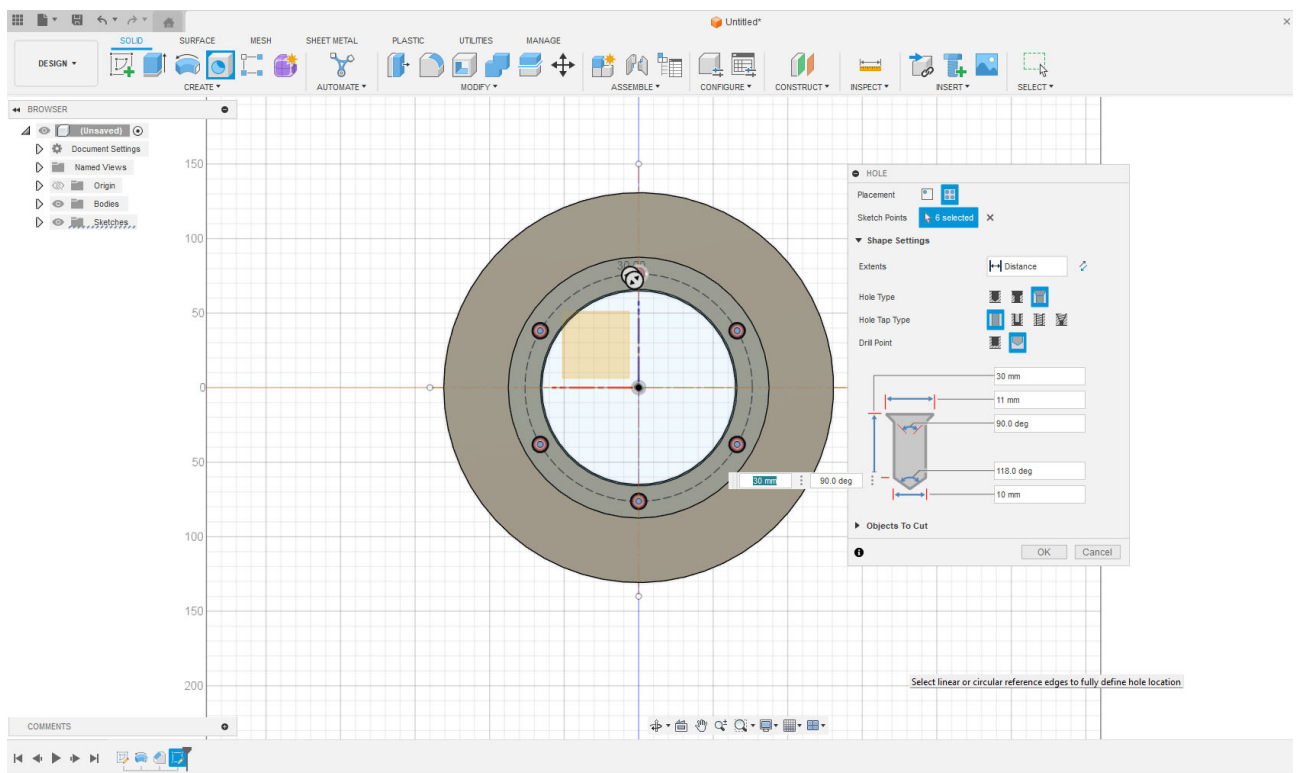 Untitled*
×
SOLID SURFACE MESH SHEET METAL PLASTIC UTILITIES MANAGE
DESIGN
CREATE AUTOMATE MODIFY ASSEMBLE CONFIGURE CONSTRUCT INSPECT INSERT SELECT
BROWSER
(Unsaved)
Document Settings
Named Views
Origin
Bodies
Sketches
150
100
50
0
50
100
150
200
30.00
30 mm 90.0 deg
HOLE
Placement
Sketch Points 6 selected ×
Shape Settings
Extents Distance
Hole Type
Hole Tap Type
Drill Point
30 mm
11 mm
90.0 deg
118.0 deg
10 mm
Objects To Cut
OK Cancel
Select linear or circular reference edges to fully define hole location
COMMENTS